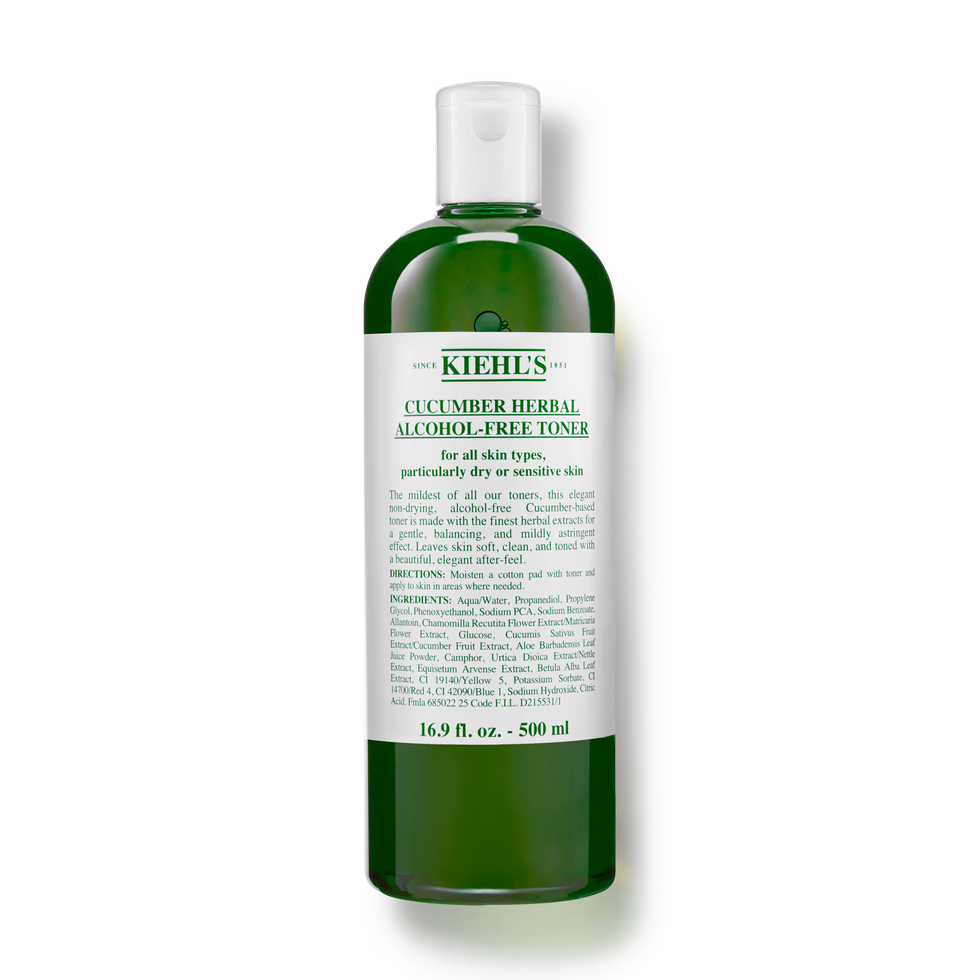 SINCE KIEHL'S 1851
CUCUMBER HERBAL
ALCOHOL-FREE TONER
for all skin types,
particularly dry or sensitive skin
The mildest of all our toners, this elegant
non-drying, alcohol-free Cucumber-based
toner is made with the finest herbal extracts for
a gentle, balancing, and mildly astringent
effect. Leaves skin soft, clean, and toned with
a beautiful, elegant after-feel.
DIRECTIONS: Moisten a cotton pad with toner and
apply to skin in areas where needed.
INGREDIENTS: Aqua/Water, Propanediol, Propylene
Glycol, Phenoxyethanol, Sodium PCA, Sodium Benzoate,
Allantoin, Chamomilla Recutita Flower Extract/Matricaria
Flower Extract, Glucose, Cucumis Sativus Fruit
Extract/Cucumber Fruit Extract, Aloe Barbadensis Leaf
Juice Powder, Camphor, Urtica Dioica Extract/Nettle
Extract, Equisetum Arvense Extract, Betula Alba Leaf
Extract, CI 19140/Yellow 5, Potassium Sorbate, CI
14700/Red 4, CI 42090/Blue 1, Sodium Hydroxide, Citric
Acid. Fmla 685022 25 Code F.I.L. D215531/1
16.9 fl. oz. - 500 ml